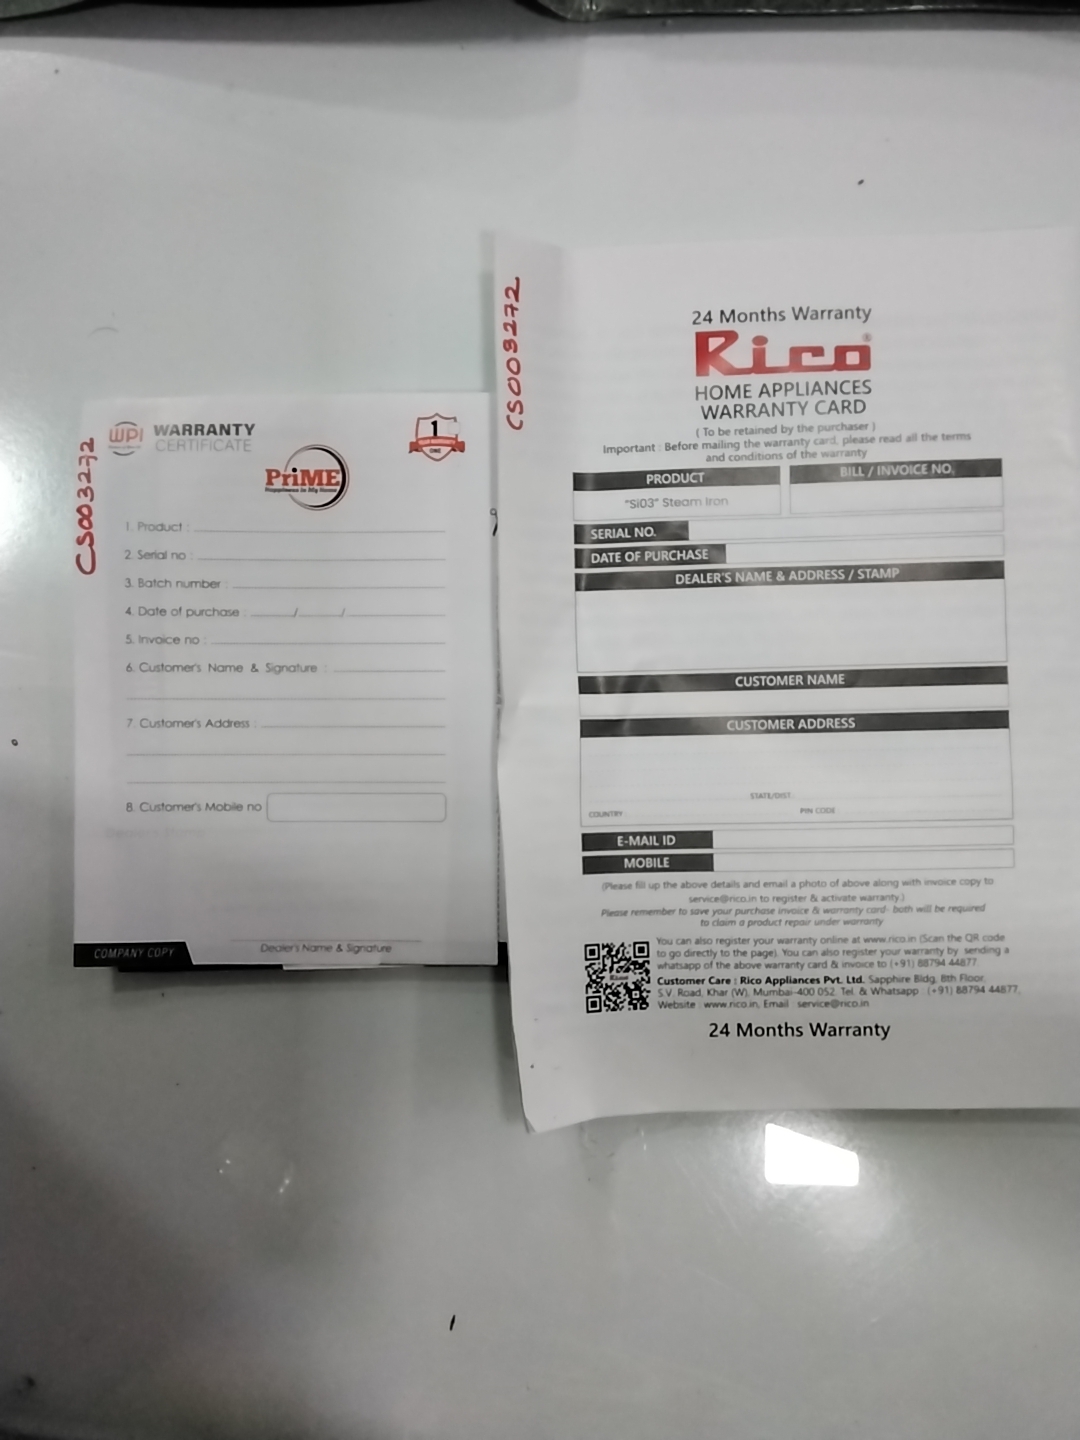 CS003272
WPI
WARRANTY
CERTIFICATE
1
ONE
PriME
Happiness In My Home
1. Product :
2. Serial no :
3. Batch number :
4. Date of purchase : / /
5. Invoice no :
6. Customer's Name & Signature :
7. Customer's Address :
8. Customer's Mobile no
COMPANY COPY
Dealer's Name & Signature
CS003272
24 Months Warranty
Rico®
HOME APPLIANCES
WARRANTY CARD
( To be retained by the purchaser )
Important : Before mailing the warranty card, please read all the terms
and conditions of the warranty
PRODUCT
BILL / INVOICE NO.
"Si03" Steam Iron
SERIAL NO.
DATE OF PURCHASE
DEALER'S NAME & ADDRESS / STAMP
CUSTOMER NAME
CUSTOMER ADDRESS
STATE/DIST.
COUNTRY
PIN CODE
E-MAIL ID
MOBILE
(Please fill up the above details and email a photo of above along with invoice copy to
service@rico.in to register & activate warranty.)
Please remember to save your purchase invoice & warranty card- both will be required
to claim a product repair under warranty
You can also register your warranty online at www.rico.in (Scan the QR code
to go directly to the page). You can also register your warranty by sending a
whatsapp of the above warranty card & invoice to (+91) 88794 44877.
Customer Care : Rico Appliances Pvt. Ltd. Sapphire Bldg, 8th Floor,
S.V. Road, Khar (W), Mumbai-400 052. Tel. & Whatsapp : (+91) 88794 44877,
Website : www.rico.in, Email : service@rico.in
24 Months Warranty